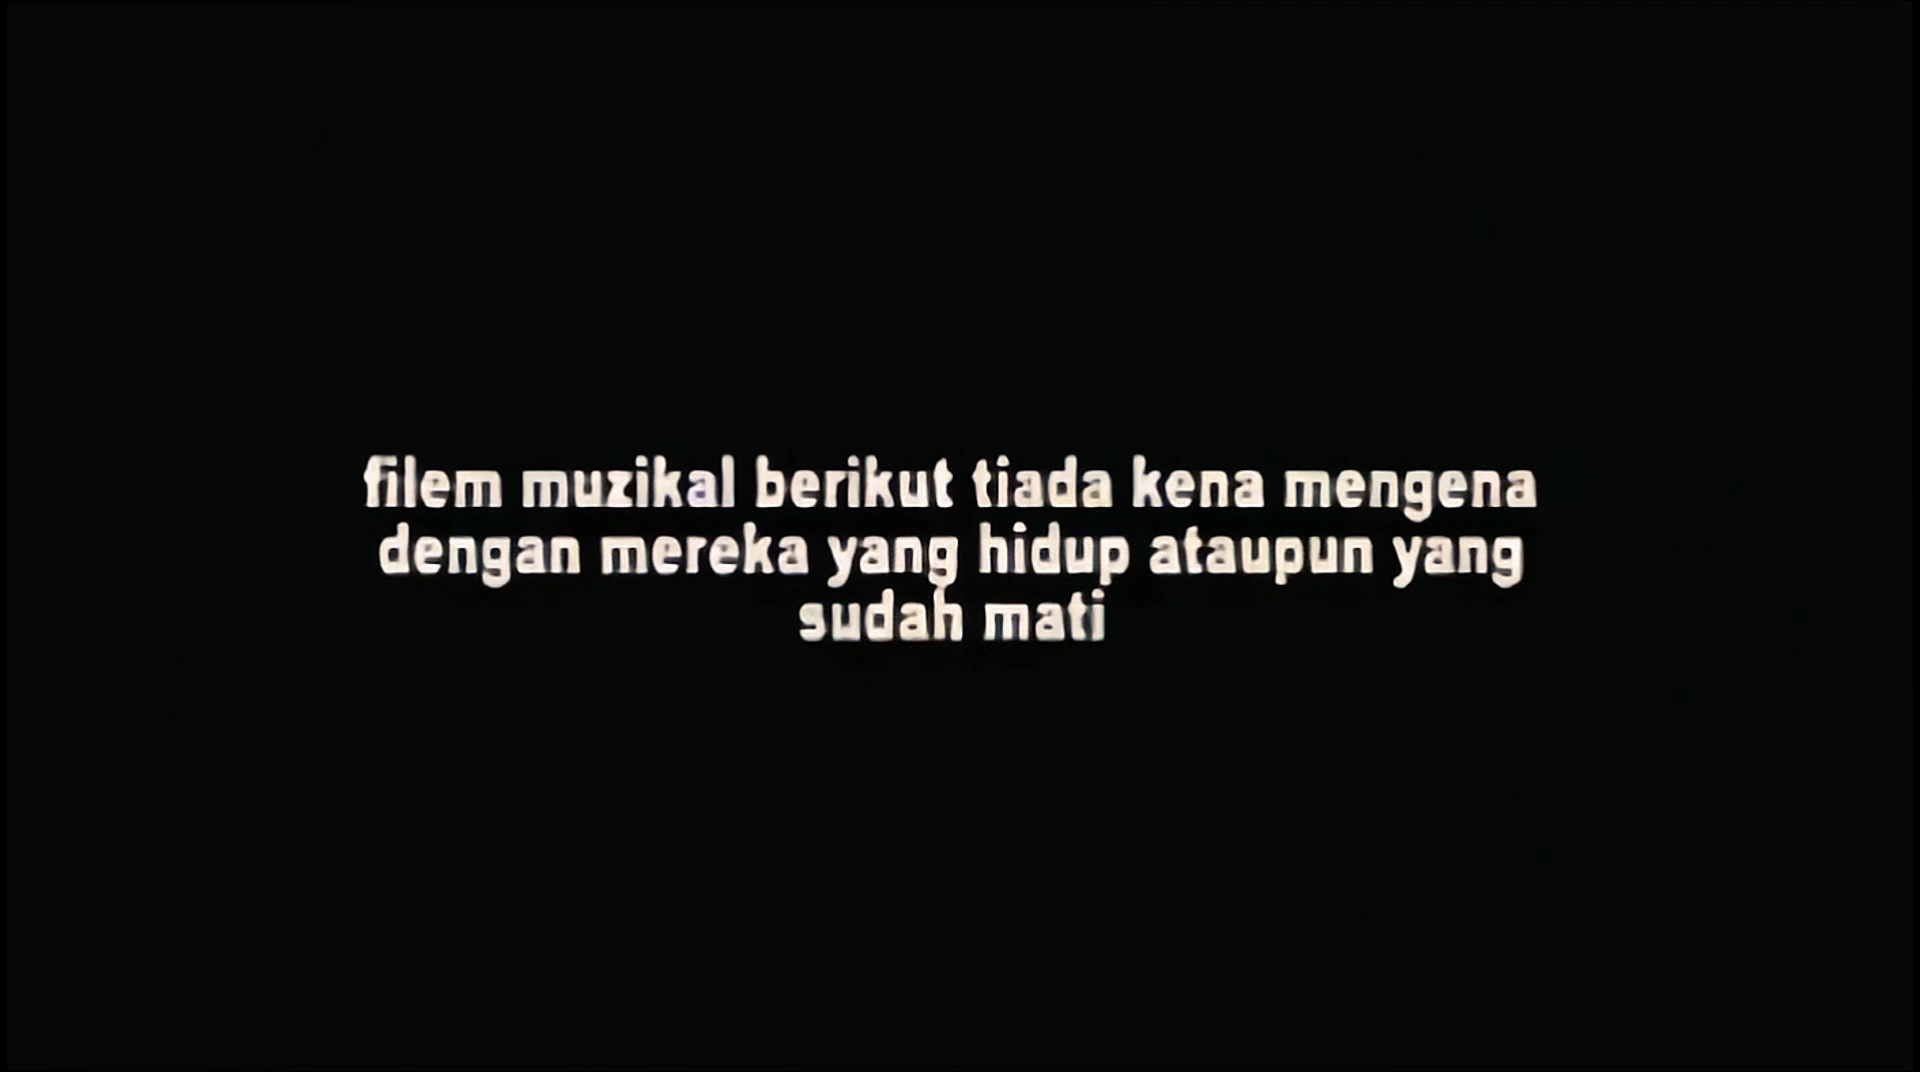 filem muzikal berikut tiada kena mengena
dengan mereka yang hidup ataupun yang
sudah mati